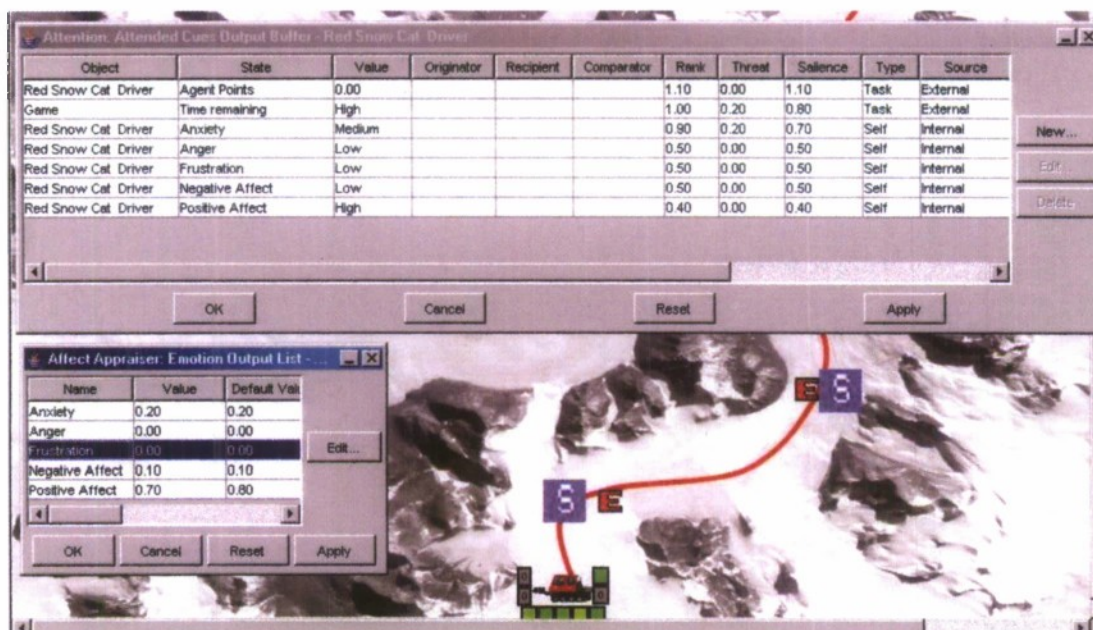 Attention: Attended Cues Output Buffer - Red Snow Cat Driver
Object State Value Originator Recipient Comparator Rank Threat Salience Type Source
Red Snow Cat Driver Agent Points 0.00 1.10 0.00 1.10 Task External
Game Time remaining High 1.00 0.20 0.80 Task External
Red Snow Cat Driver Anxiety Medium 0.90 0.20 0.70 Self Internal
Red Snow Cat Driver Anger Low 0.50 0.00 0.50 Self Internal
Red Snow Cat Driver Frustration Low 0.50 0.00 0.50 Self Internal
Red Snow Cat Driver Negative Affect Low 0.50 0.00 0.50 Self Internal
Red Snow Cat Driver Positive Affect High 0.40 0.00 0.40 Self Internal
New...
Edit...
Delete
OK Cancel Reset Apply
Affect Appraiser: Emotion Output List - ...
Name Value Default Val
Anxiety 0.20 0.20
Anger 0.00 0.00
Frustration 0.00 0.00
Negative Affect 0.10 0.10
Positive Affect 0.70 0.80
Edit...
OK Cancel Reset Apply
S
S E